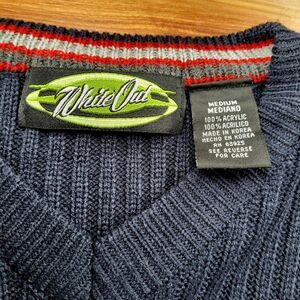 White Out
MEDIUM
MEDIANO
100% ACRYLIC
100% ACRILICO
MADE IN KOREA
HECHO EN KOREA
RN 63925
SEE REVERSE
FOR CARE